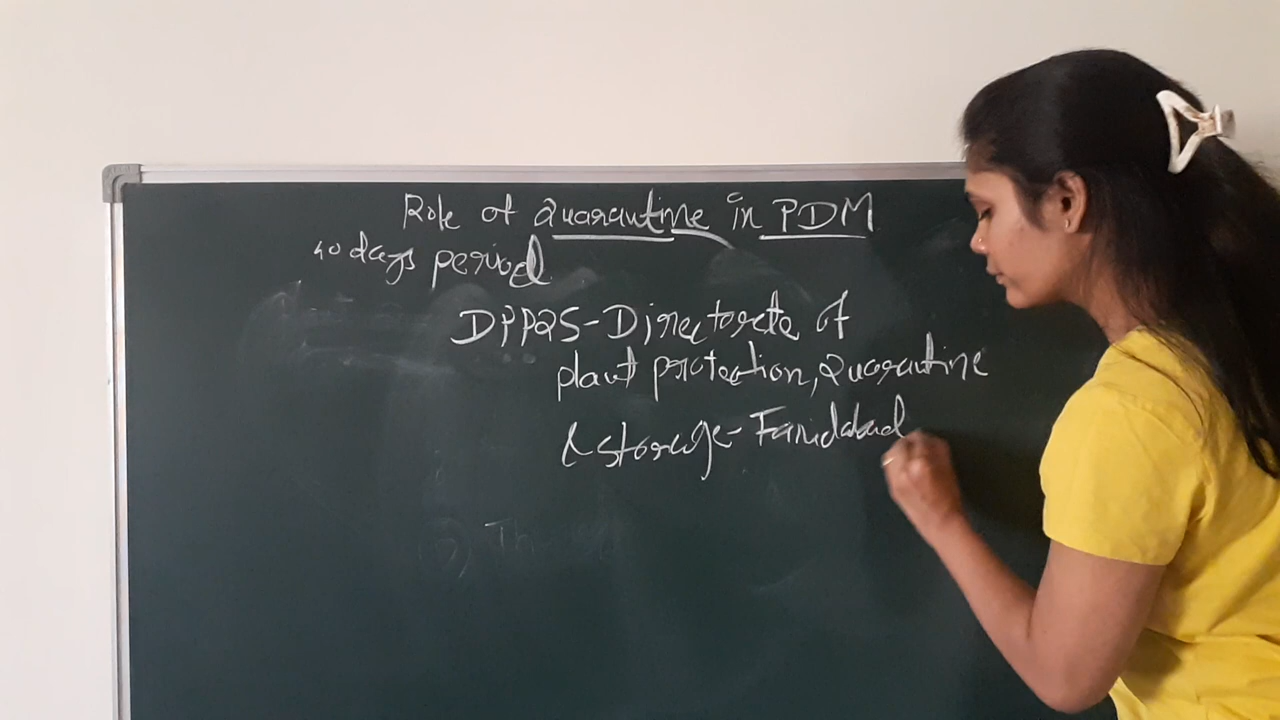 Role of Quarantine in PDM
40 days period
DPPQS-Directorate of
plant protection, Quarantine
& storage- Faridabad